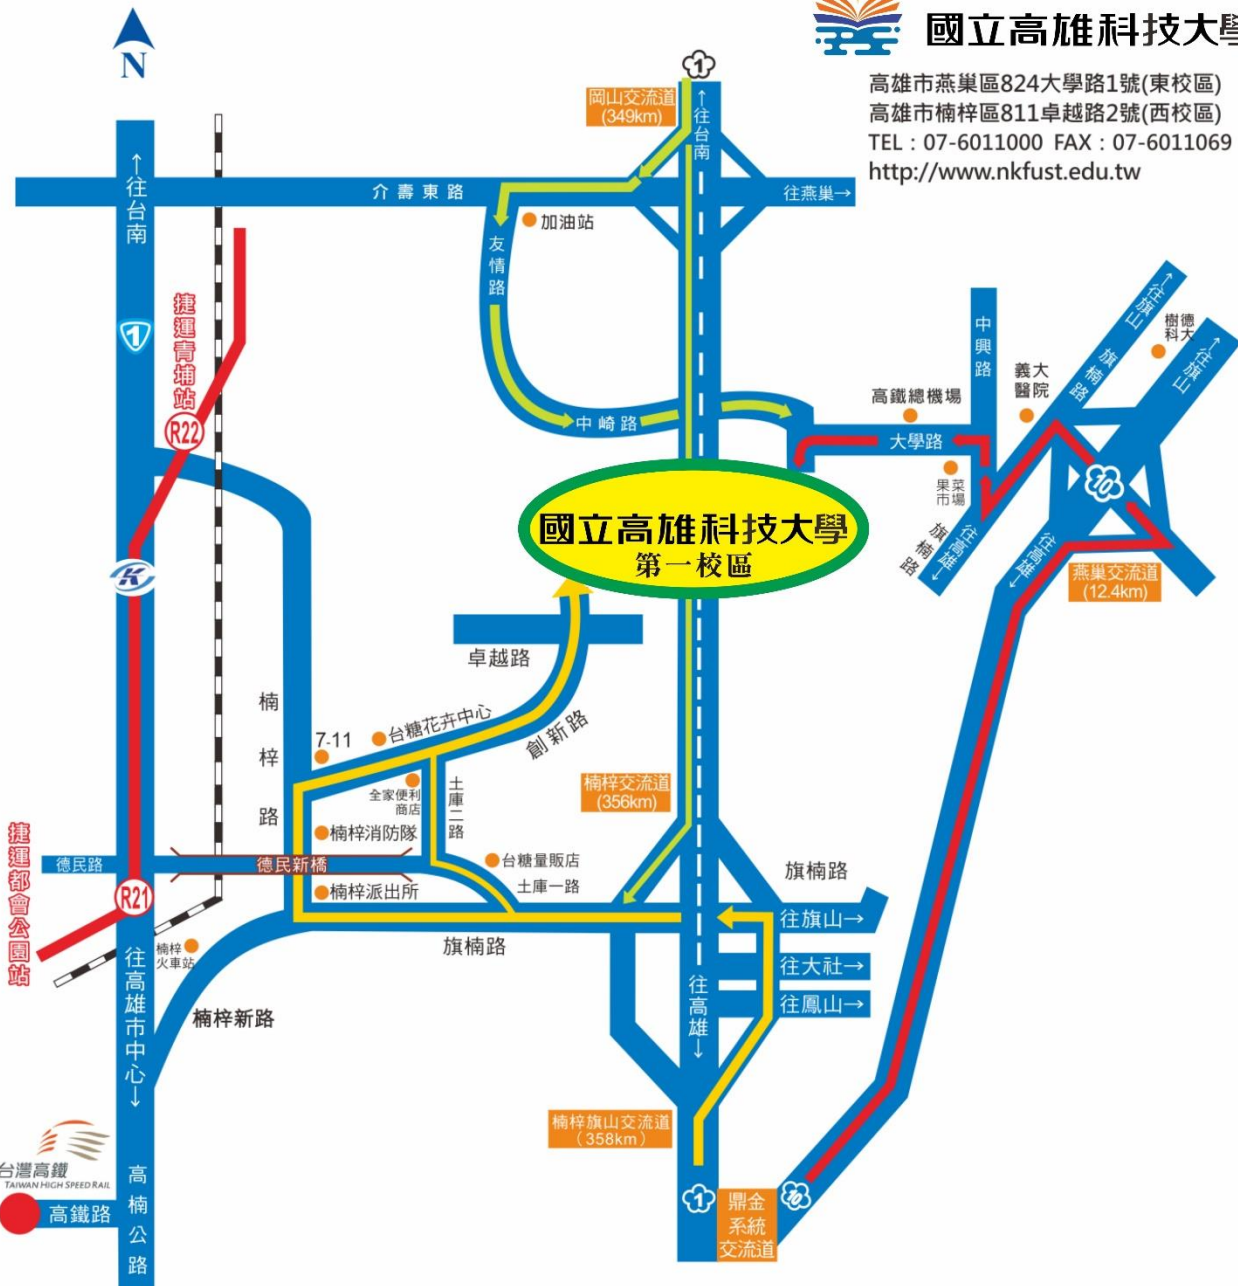 國立高雄科技大學
高雄市燕巢區824大學路1號(東校區)
高雄市楠梓區811卓越路2號(西校區)
TEL：07-6011000 FAX：07-6011069
http://www.nkfust.edu.tw
N
1
岡山交流道
(349km)
↑往台南
↑往台南
介壽東路
往燕巢→
加油站
友情路
1
捷運青埔站
R22
中興路
↑往旗山
旗楠路
樹德
科大
↑往旗山
義大
醫院
高鐵總機場
中崎路
大學路
果菜
市場
10
旗楠路
往高雄→
往高雄→
燕巢交流道
(12.4km)
國立高雄科技大學
第一校區
K
卓越路
楠梓路
7-11
台糖花卉中心
創新路
全家便利
商店
土庫二路
楠梓交流道
(356km)
楠梓消防隊
捷運都會公園站
德民路
德民新橋
台糖量販店
旗楠路
R21
楠梓派出所
土庫一路
往旗山→
旗楠路
楠梓
火車站
往大社→
往高雄市中心→
往高雄→
往鳳山→
楠梓新路
楠梓旗山交流道
(358km)
台灣高鐵
TAIWAN HIGH SPEED RAIL
高鐵路
高楠公路
1
鼎金
系統
交流道
10